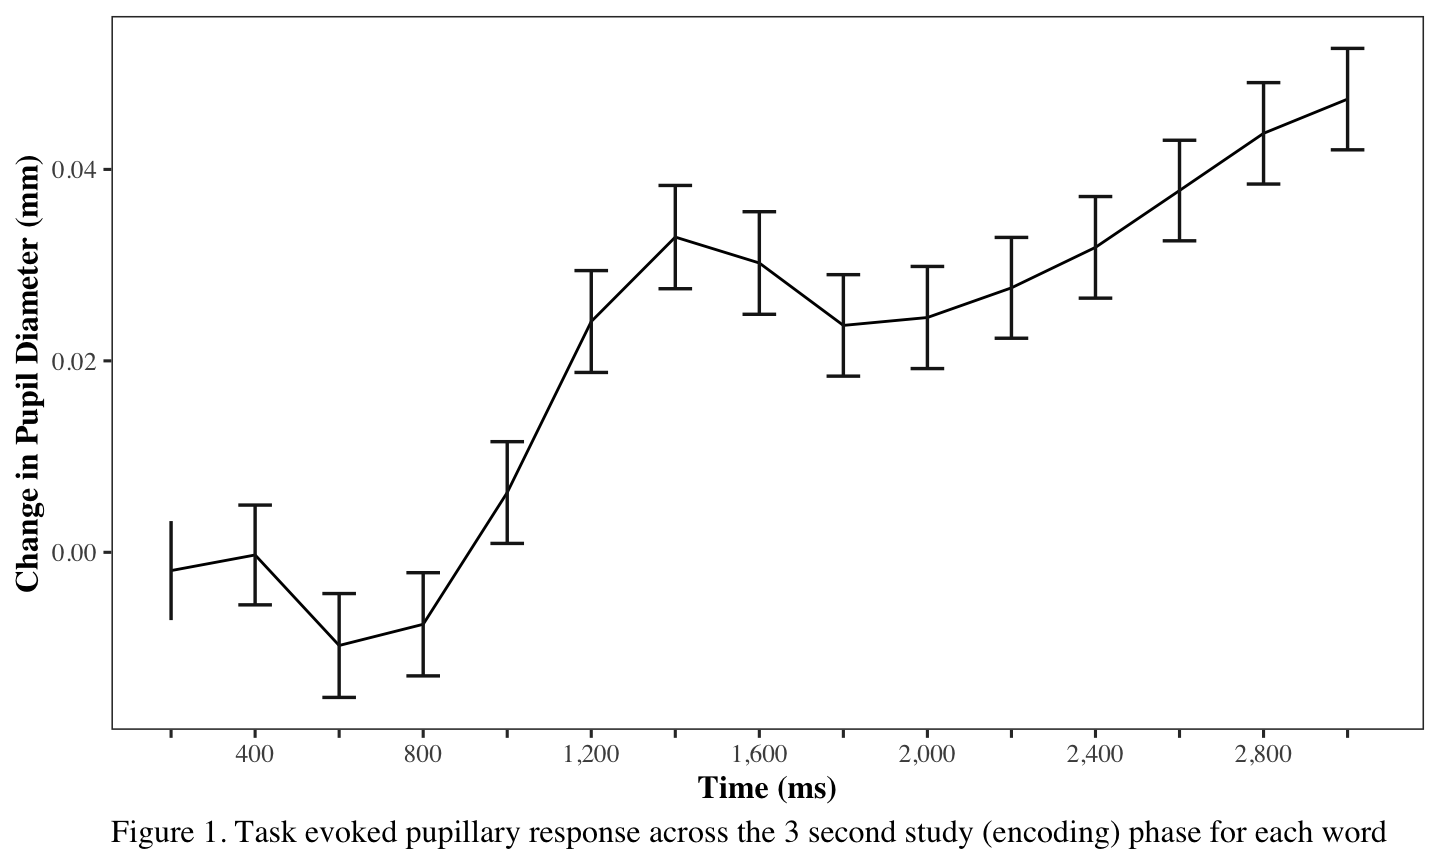 Change in Pupil Diameter (mm)
0.04
0.02
0.00
400 800 1,200 1,600 2,000 2,400 2,800
Time (ms)
Figure 1. Task evoked pupillary response across the 3 second study (encoding) phase for each word